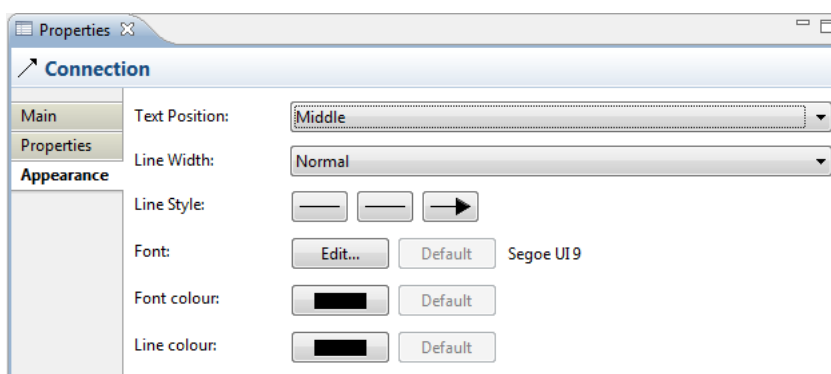 Properties
Connection
Main
Properties
Appearance
Text Position:
Middle
Line Width:
Normal
Line Style:
Font:
Edit...
Default
Segoe UI 9
Font colour:
Default
Line colour:
Default